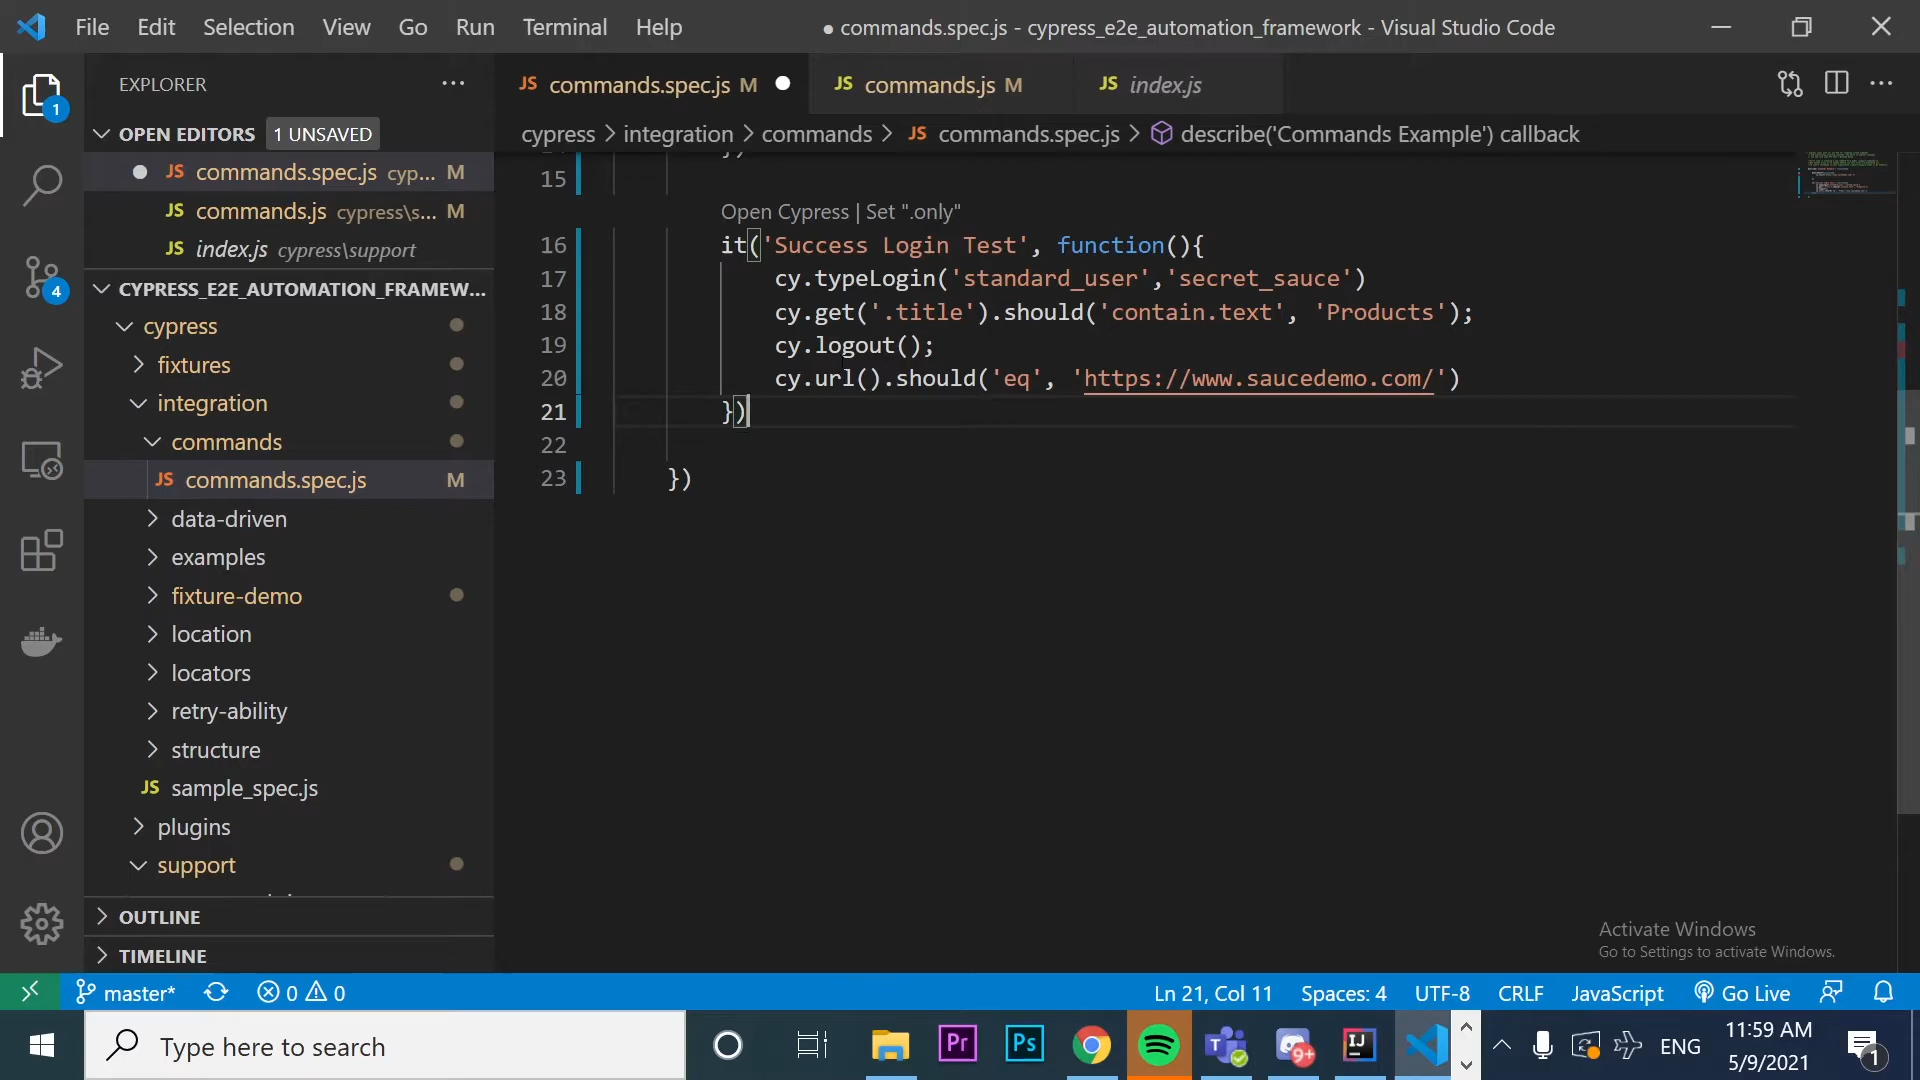 File Edit Selection View Go Run Terminal Help
● commands.spec.js - cypress_e2e_automation_framework - Visual Studio Code
EXPLORER
OPEN EDITORS 1 UNSAVED
JS commands.spec.js cyp... M
JS commands.js cypress\s... M
JS index.js cypress\support
CYPRESS_E2E_AUTOMATION_FRAMEW...
cypress
fixtures
integration
commands
JS commands.spec.js M
data-driven
examples
fixture-demo
location
locators
retry-ability
structure
JS sample_spec.js
plugins
support
OUTLINE
TIMELINE
1
4
JS commands.spec.js M
JS commands.js M
JS index.js
cypress > integration > commands > JS commands.spec.js > describe('Commands Example') callback
15
Open Cypress | Set ".only"
16 it('Success Login Test', function(){
17 cy.typeLogin('standard_user','secret_sauce')
18 cy.get('.title').should('contain.text', 'Products');
19 cy.logout();
20 cy.url().should('eq', 'https://www.saucedemo.com/')
21 })
22
23 })
Activate Windows
Go to Settings to activate Windows.
master* 0 0
Ln 21, Col 11 Spaces: 4 UTF-8 CRLF JavaScript Go Live
Type here to search
Pr Ps T 9+ IJ
ENG
11:59 AM
5/9/2021
1